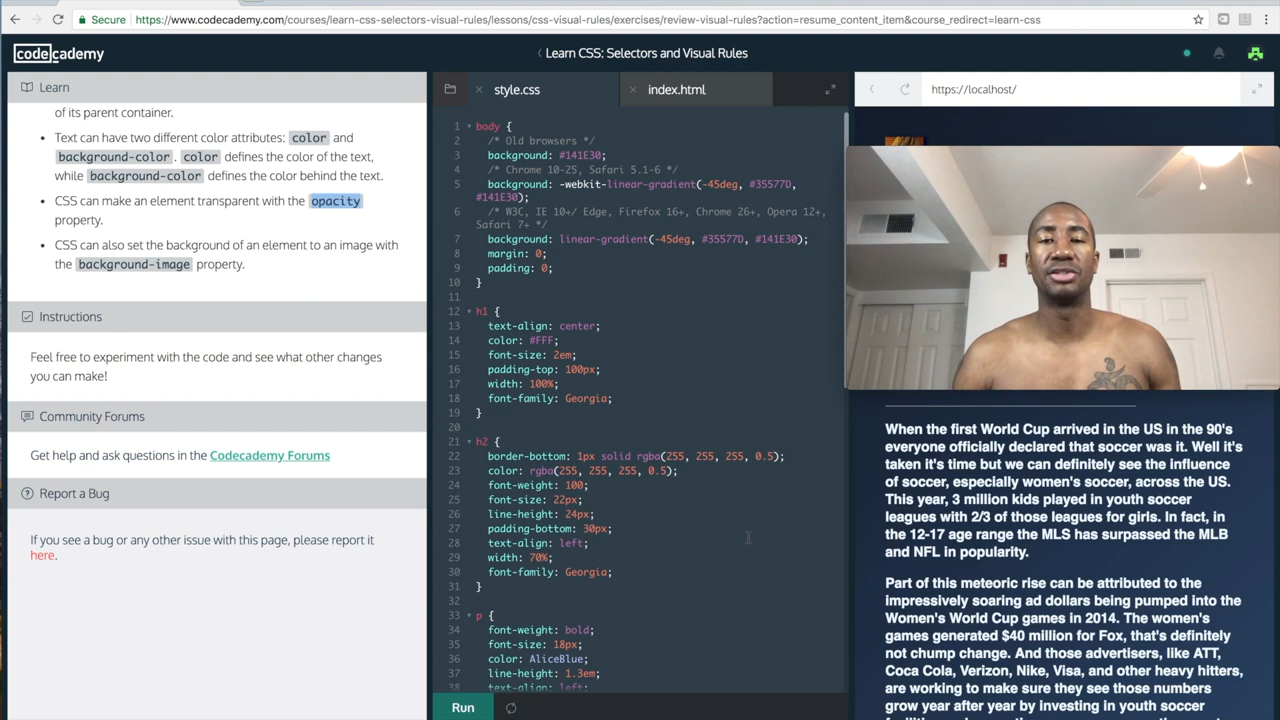 Secure
https://www.codecademy.com/courses/learn-css-selectors-visual-rules/lessons/css-visual-rules/exercises/review-visual-rules?action=resume_content_item&course_redirect=learn-css
codecademy
Learn CSS: Selectors and Visual Rules
Learn
of its parent container.
• Text can have two different color attributes: color and
background-color. color defines the color of the text,
while background-color defines the color behind the text.
• CSS can make an element transparent with the opacity
property.
• CSS can also set the background of an element to an image with
the background-image property.
Instructions
Feel free to experiment with the code and see what other changes
you can make!
Community Forums
Get help and ask questions in the Codecademy Forums
Report a Bug
If you see a bug or any other issue with this page, please report it
here.
style.css
index.html
1 body {
2 /* Old browsers */
3 background: #141E30;
4 /* Chrome 10-25, Safari 5.1-6 */
5 background: -webkit-linear-gradient(-45deg, #35577D,
#141E30);
6 /* W3C, IE 10+/ Edge, Firefox 16+, Chrome 26+, Opera 12+,
Safari 7+ */
7 background: linear-gradient(-45deg, #35577D, #141E30);
8 margin: 0;
9 padding: 0;
10 }
11
12 h1 {
13 text-align: center;
14 color: #FFF;
15 font-size: 2em;
16 padding-top: 100px;
17 width: 100%;
18 font-family: Georgia;
19 }
20
21 h2 {
22 border-bottom: 1px solid rgba(255, 255, 255, 0.5);
23 color: rgba(255, 255, 255, 0.5);
24 font-weight: 100;
25 font-size: 22px;
26 line-height: 24px;
27 padding-bottom: 30px;
28 text-align: left;
29 width: 70%;
30 font-family: Georgia;
31 }
32
33 p {
34 font-weight: bold;
35 font-size: 18px;
36 color: AliceBlue;
37 line-height: 1.3em;
38 text-align: left;
Run
https://localhost/
When the first World Cup arrived in the US in the 90's
everyone officially declared that soccer was it. Well it's
taken it's time but we can definitely see the influence
of soccer, especially women's soccer, across the US.
This year, 3 million kids played in youth soccer
leagues with 2/3 of those leagues for girls. In fact, in
the 12-17 age range the MLS has surpassed the MLB
and NFL in popularity.
Part of this meteoric rise can be attributed to the
impressively soaring ad dollars being pumped into the
Women's World Cup games in 2014. The women's
games generated $40 million for Fox, that's definitely
not chump change. And those advertisers, like ATT,
Coca Cola, Verizon, Nike, Visa, and other heavy hitters,
are working to make sure they see those numbers
grow year after year by investing in youth soccer